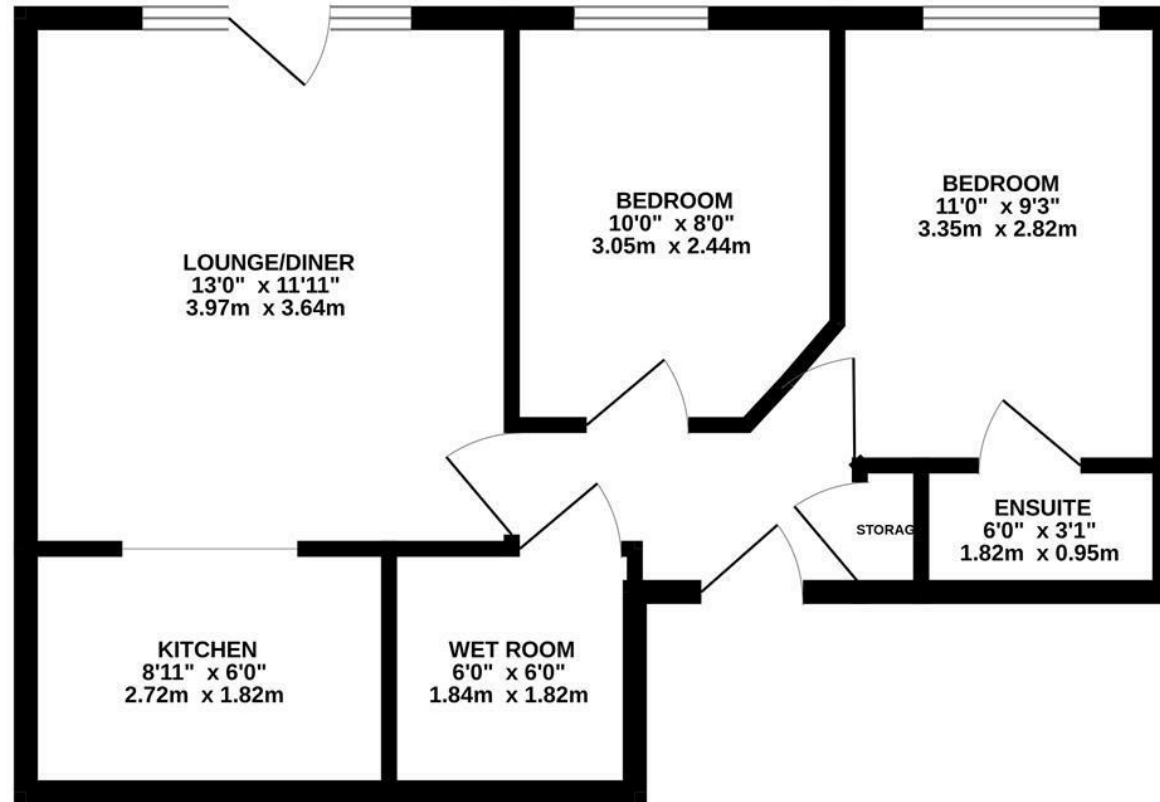 LOUNGE/DINER
13'0" x 11'11"
3.97m x 3.64m
BEDROOM
10'0" x 8'0"
3.05m x 2.44m
BEDROOM
11'0" x 9'3"
3.35m x 2.82m
STORAG
ENSUITE
6'0" x 3'1"
1.82m x 0.95m
KITCHEN
8'11" x 6'0"
2.72m x 1.82m
WET ROOM
6'0" x 6'0"
1.84m x 1.82m